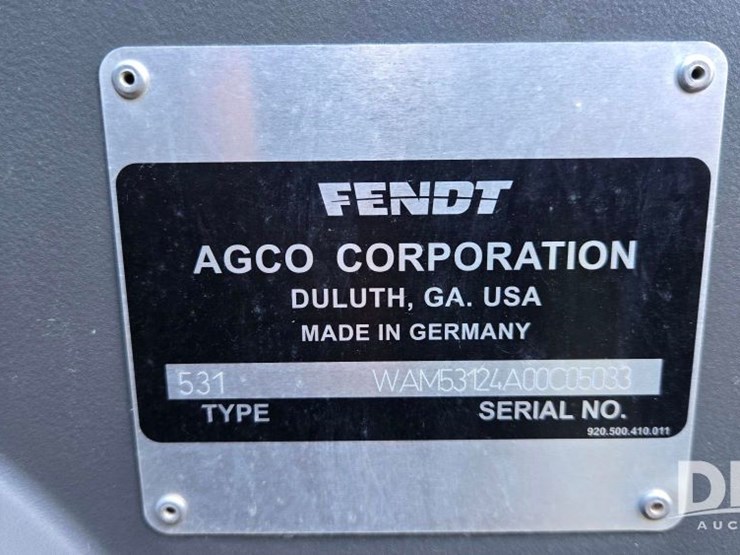 FENDT
AGCO CORPORATION
DULUTH, GA. USA
MADE IN GERMANY
531 WAM53124A00C05033
TYPE SERIAL NO.
920.500.410.011